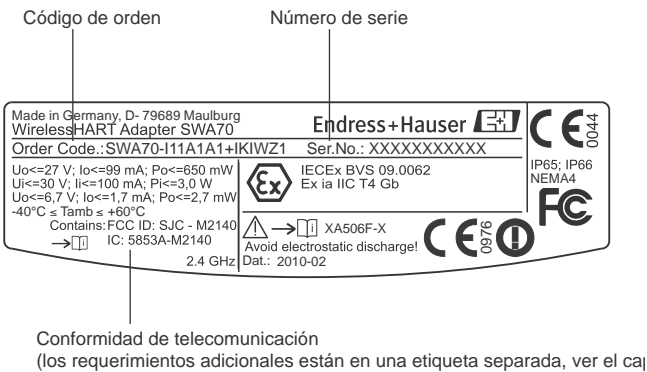 Código de orden
Número de serie
Made in Germany, D- 79689 Maulburg
WirelessHART Adapter SWA70
Endress+Hauser
EH
CE 0044
Order Code.: SWA70-I11A1A1+IKIWZ1
Ser.No.: XXXXXXXXXXX
Uo<=27 V; Io<=99 mA; Po<=650 mW
Ui<=30 V; Ii<=100 mA; Pi<=3,0 W
Uo<=6,7 V; Io<=1,7 mA; Po<=2,7 mW
-40°C ≤ Tamb ≤ +60°C
Contains: FCC ID: SJC - M2140
IC: 5853A-M2140
2.4 GHz
Ex
IECEx BVS 09.0062
Ex ia IIC T4 Gb
IP65; IP66
NEMA4
FC
XA506F-X
Avoid electrostatic discharge!
Dat.: 2010-02
CE 0976
Conformidad de telecomunicación
(los requerimientos adicionales están en una etiqueta separada, ver el